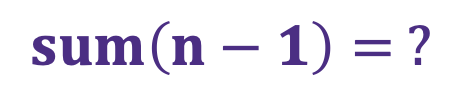 sum(n − 1) = ?